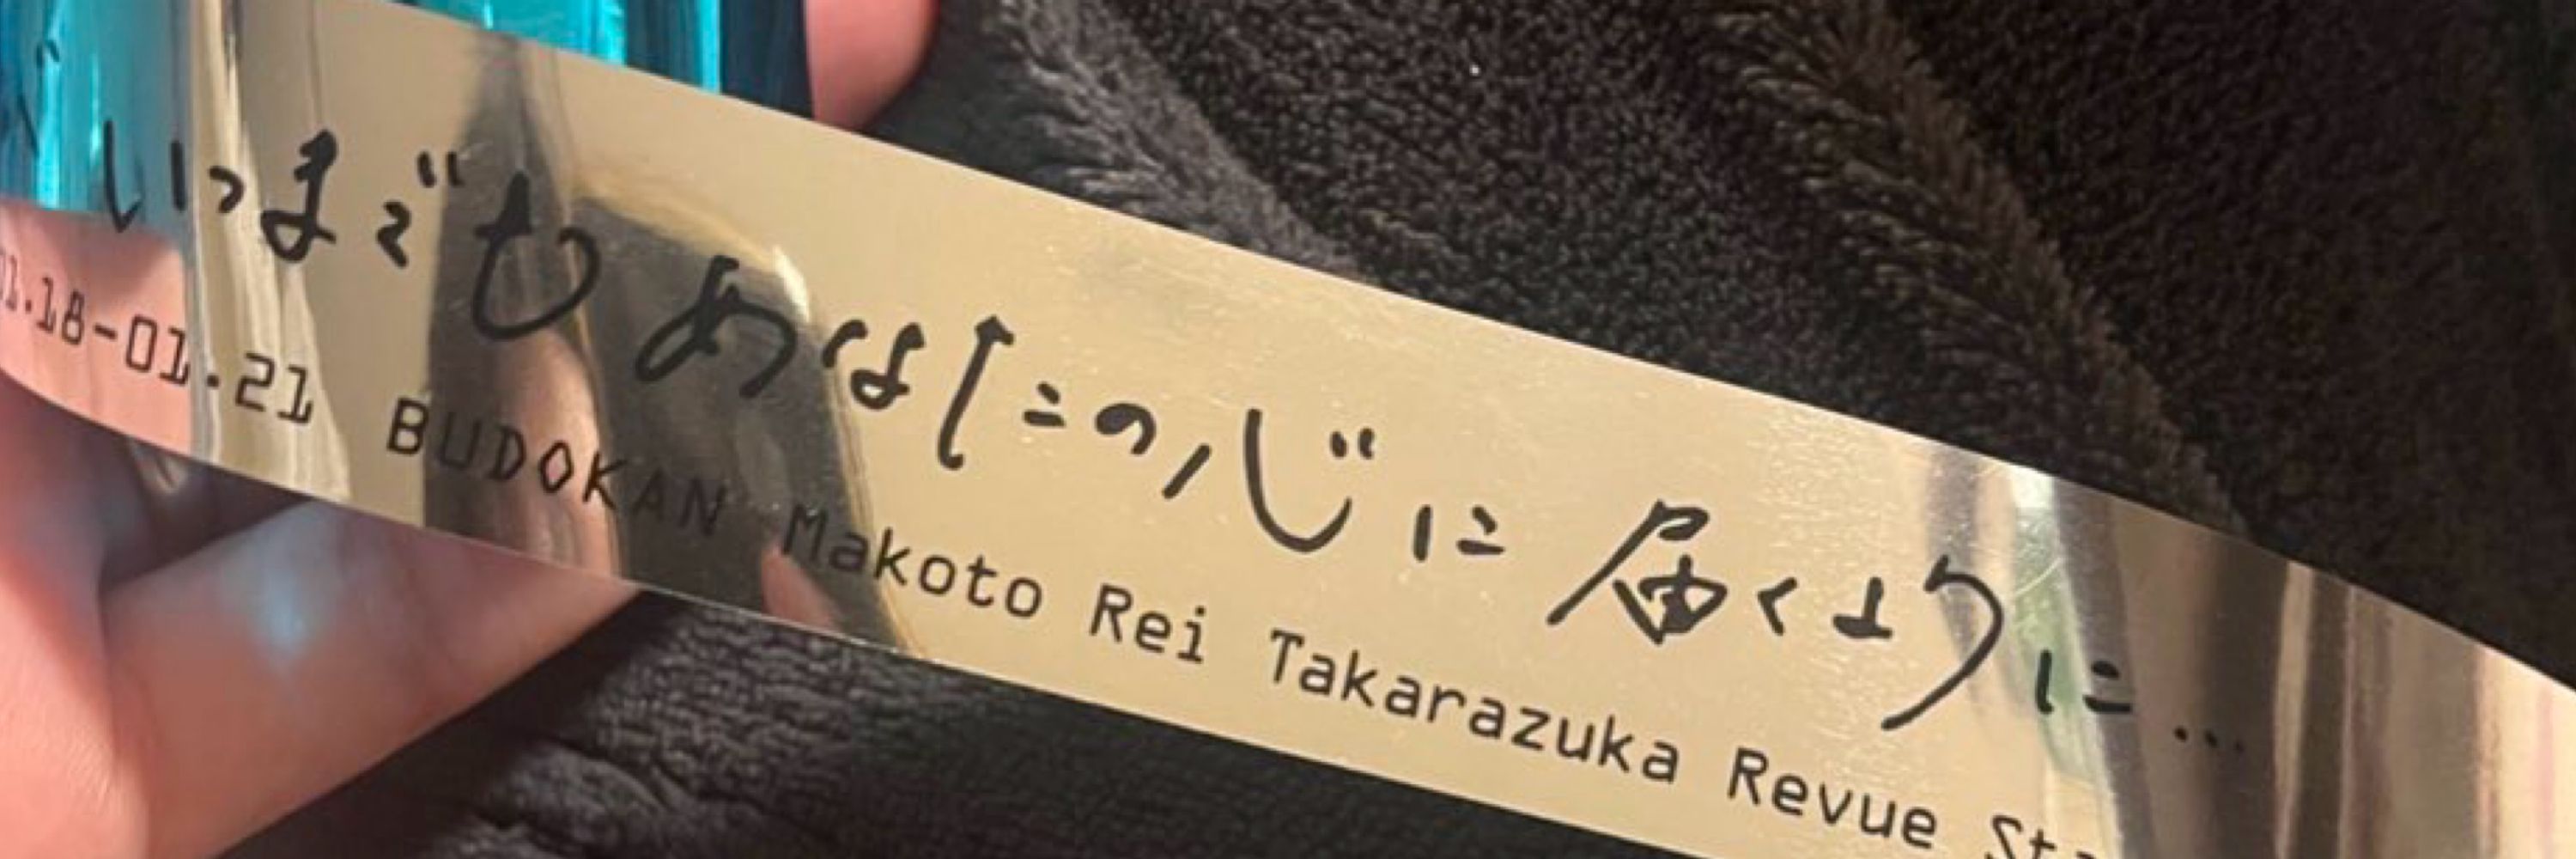 いつまでも あなたの心に 届くように...
01.18-01.21 BUDOKAN Makoto Rei Takarazuka Revue